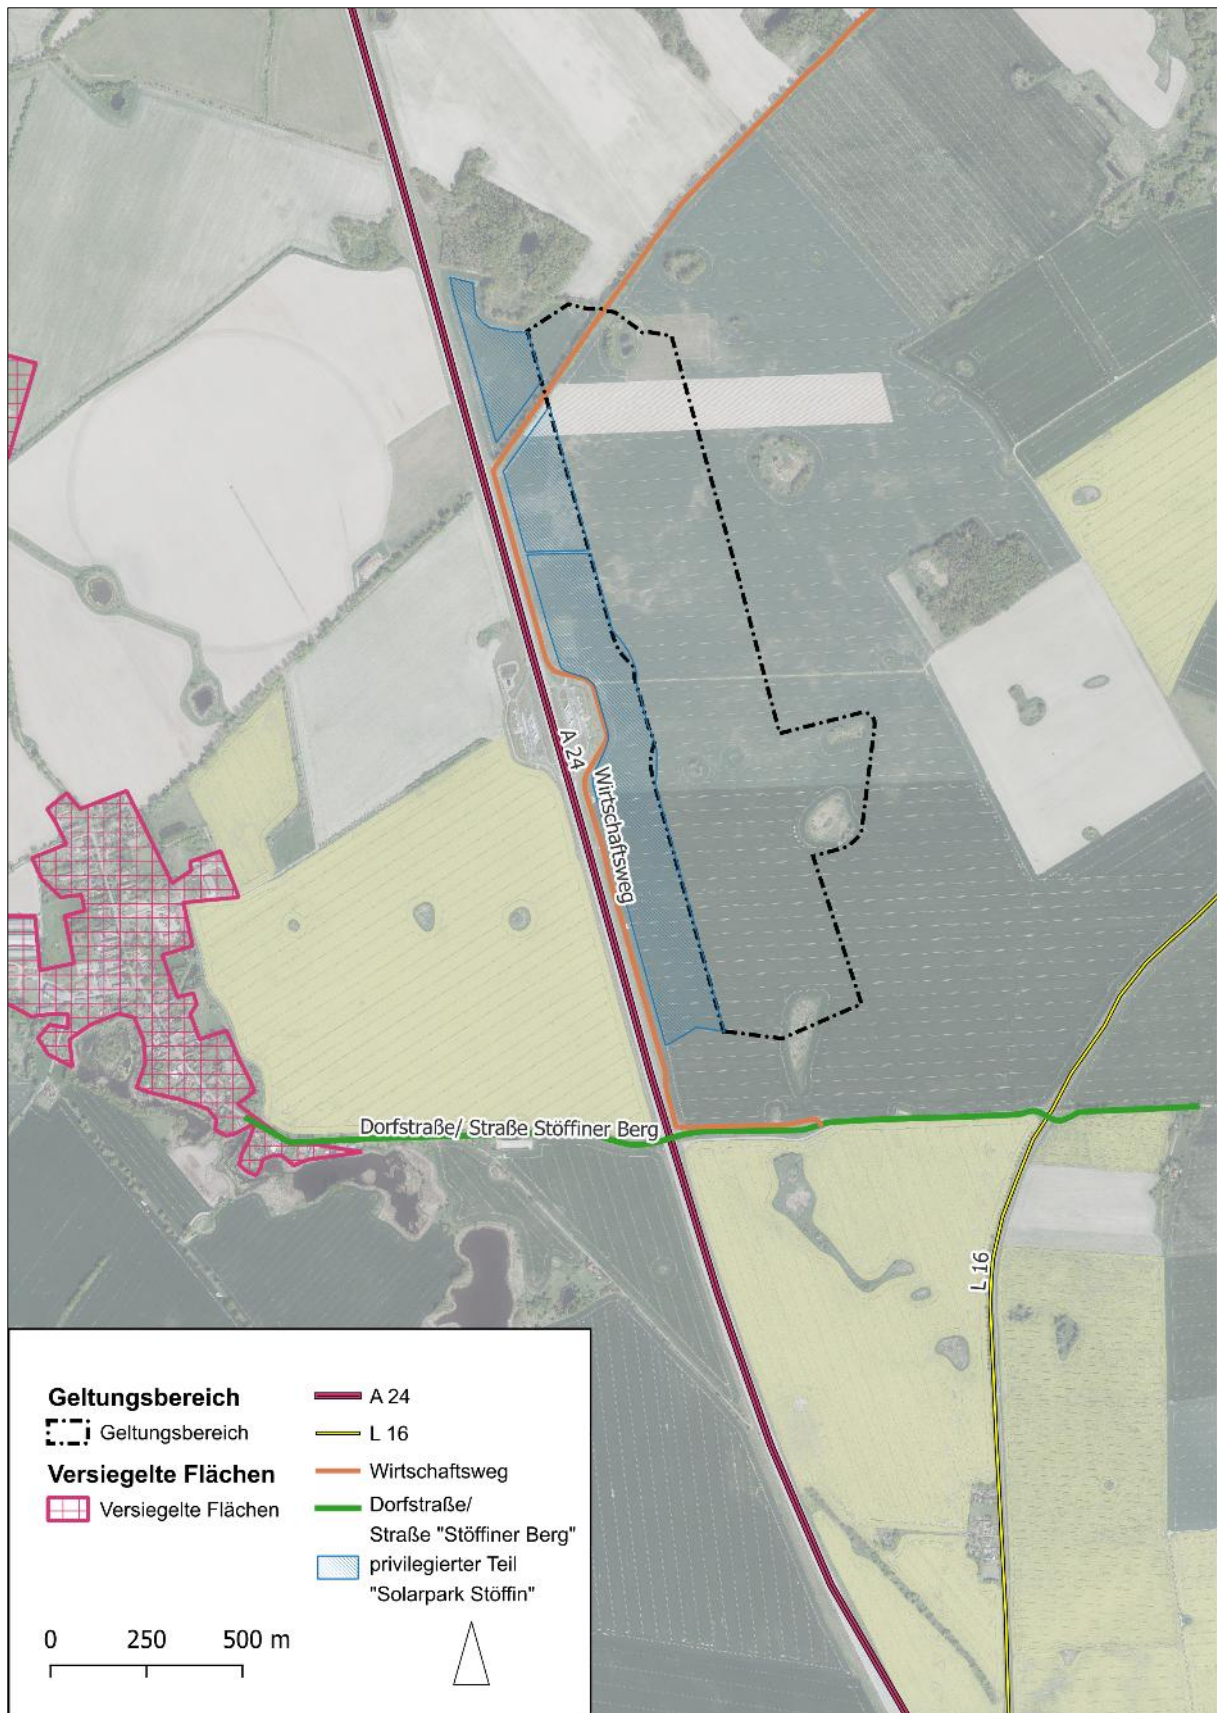 A 24
Wirtschaftsweg
Dorfstraße/ Straße Stöffiner Berg
L 16
Geltungsbereich
Geltungsbereich
Versiegelte Flächen
Versiegelte Flächen
A 24
L 16
Wirtschaftsweg
Dorfstraße/
Straße "Stöffiner Berg"
privilegierter Teil
"Solarpark Stöffin"
0 250 500 m